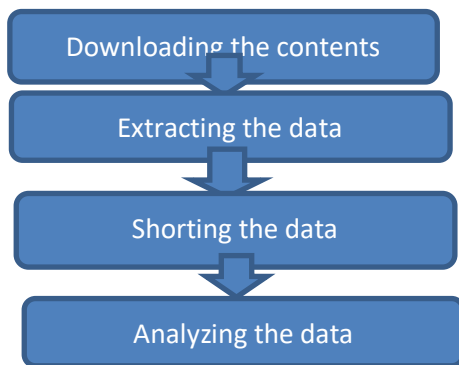 Downloading the contents
Extracting the data
Shorting the data
Analyzing the data